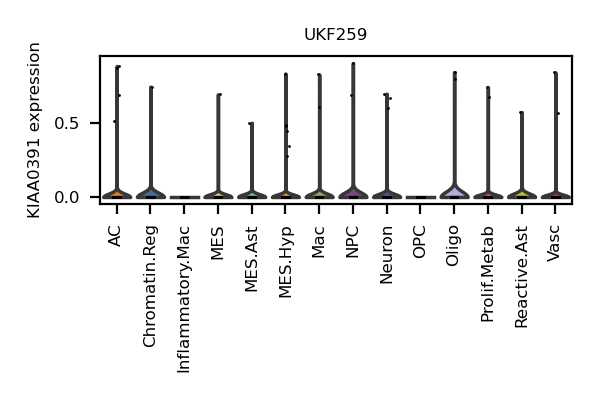 UKF259
KIAA0391 expression
0.5
0.0
AC
Chromatin.Reg
Inflammatory.Mac
MES
MES.Ast
MES.Hyp
Mac
NPC
Neuron
OPC
Oligo
Prolif.Metab
Reactive.Ast
Vasc